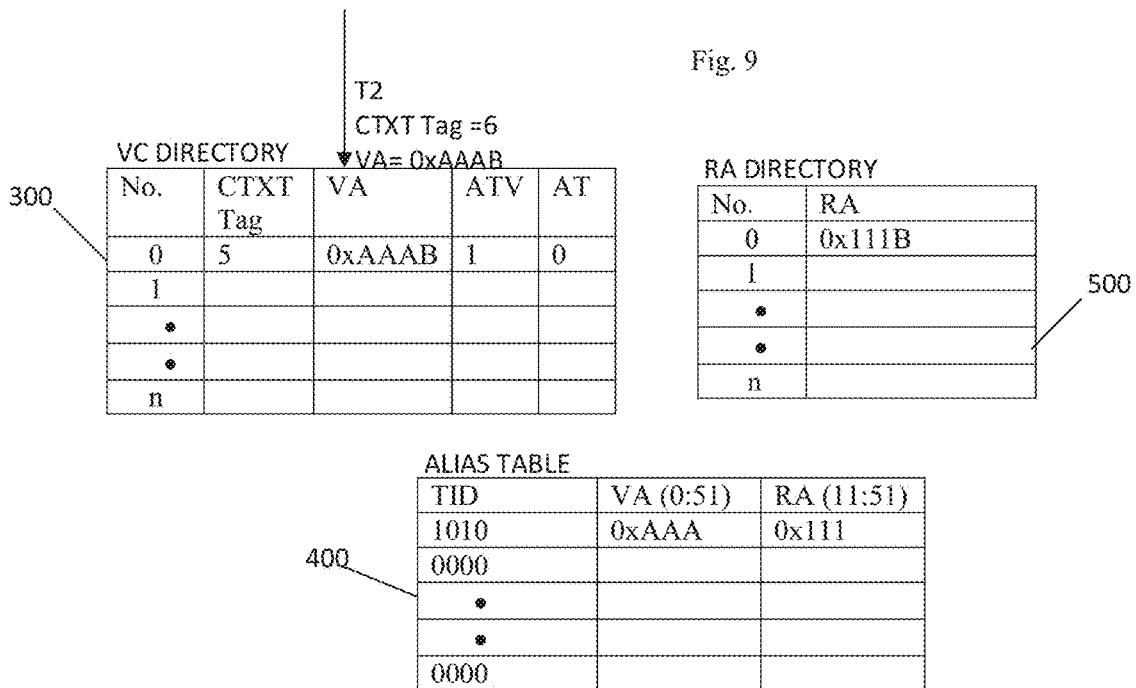 Fig. 9
T2
CTXT Tag =6
VA= 0xAAAB
VC DIRECTORY
No. CTXT Tag VA ATV AT
0 5 0xAAAB 1 0
1
•
•
n
300
RA DIRECTORY
No. RA
0 0x111B
1
•
•
n
500
ALIAS TABLE
TID VA (0:51) RA (11:51)
1010 0xAAA 0x111
0000
•
•
0000
400